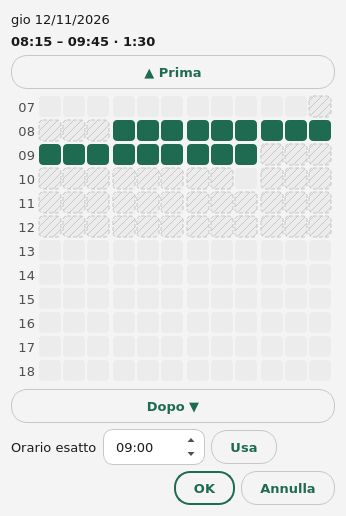 gio 12/11/2026
08:15 – 09:45 · 1:30
▲ Prima
07
08
09
10
11
12
13
14
15
16
17
18
Dopo ▼
Orario esatto 09:00 Usa
OK Annulla